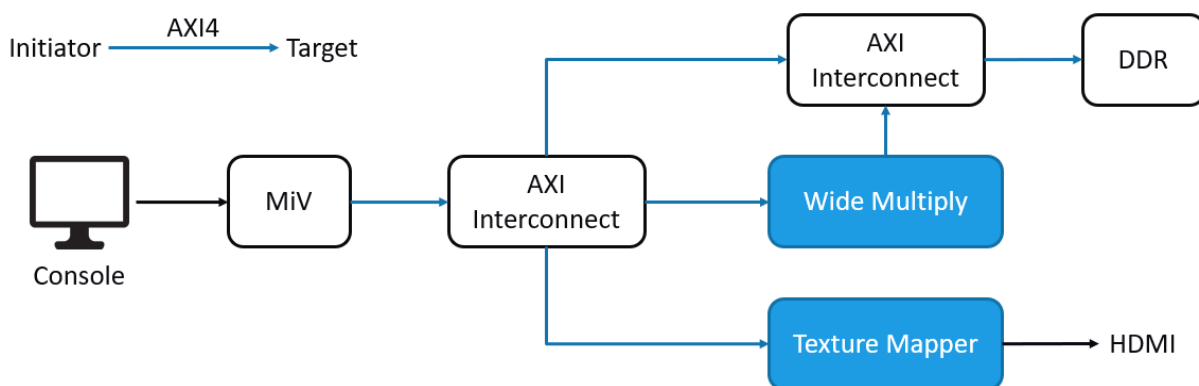 AXI4
Initiator
Target
AXI
Interconnect
DDR
MiV
AXI
Interconnect
Wide Multiply
Console
Texture Mapper
HDMI